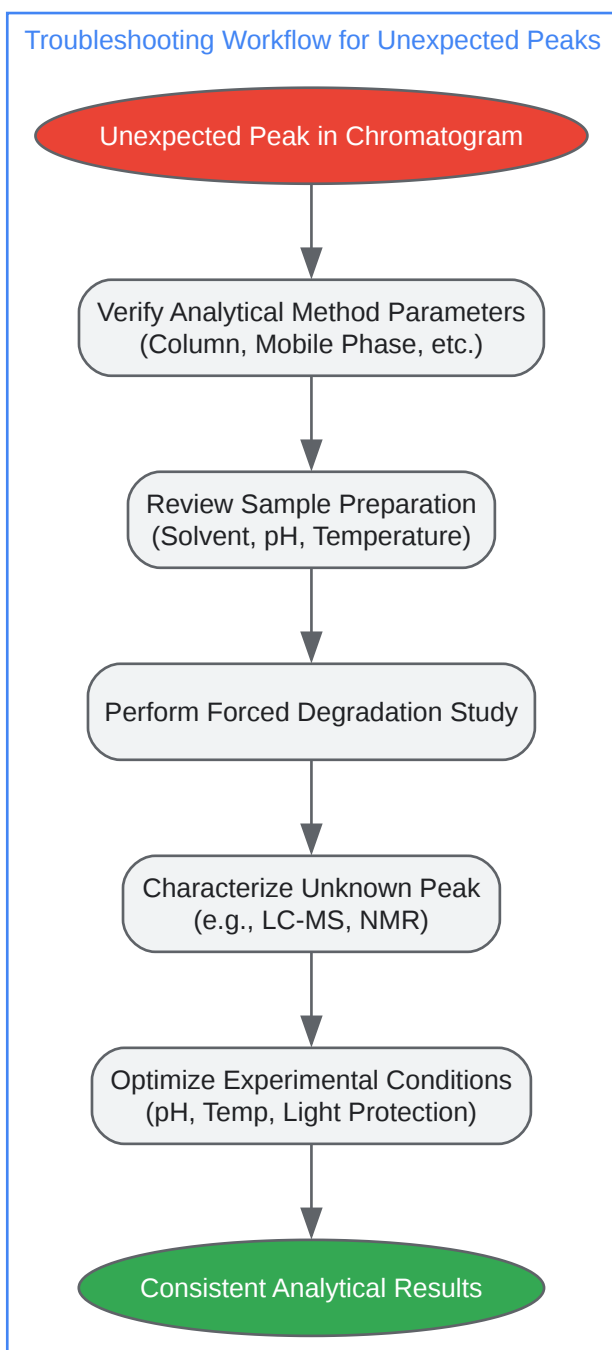 Troubleshooting Workflow for Unexpected Peaks
Unexpected Peak in Chromatogram
Verify Analytical Method Parameters
(Column, Mobile Phase, etc.)
Review Sample Preparation
(Solvent, pH, Temperature)
Perform Forced Degradation Study
Characterize Unknown Peak
(e.g., LC-MS, NMR)
Optimize Experimental Conditions
(pH, Temp, Light Protection)
Consistent Analytical Results